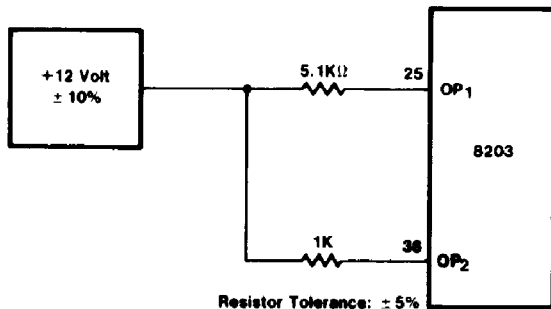 +12 Volt
± 10%
5.1KΩ
25
OP1
8203
1K
36
OP2
Resistor Tolerance: ± 5%